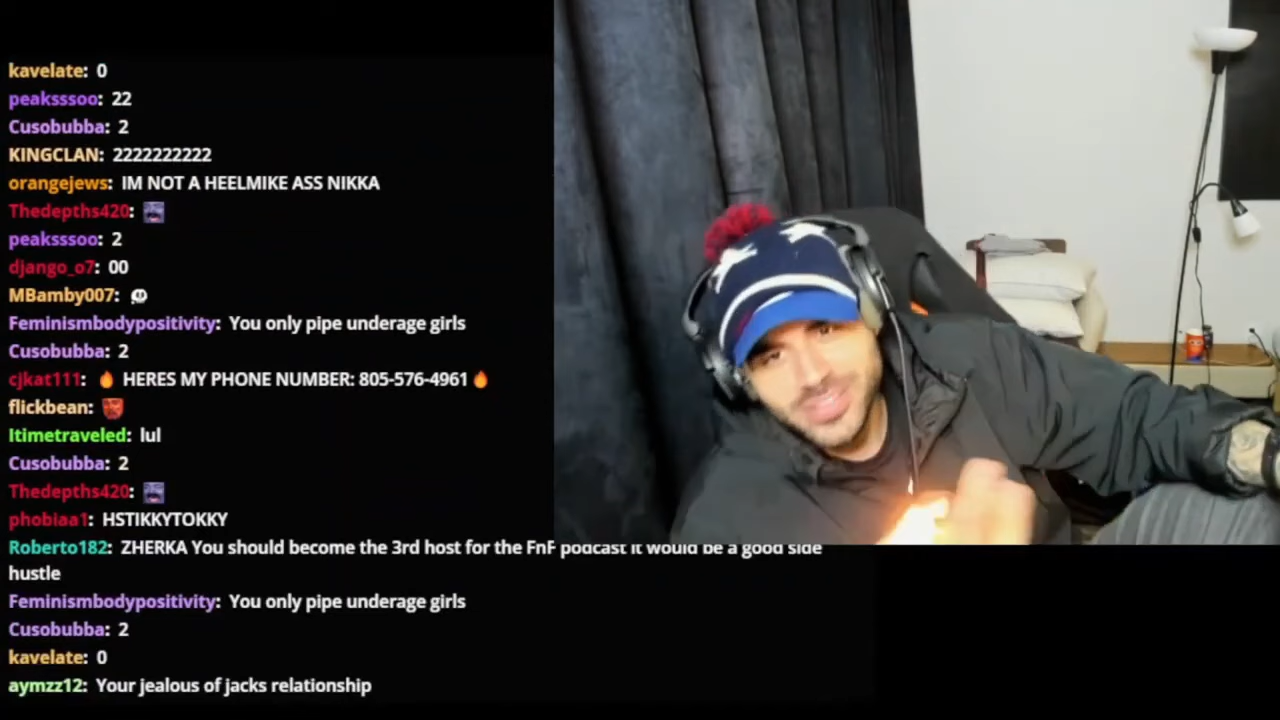 kavelate: 0
peaksssoo: 22
Cusobubba: 2
KINGCLAN: 2222222222
orangejews: IM NOT A HEELMIKE ASS NIKKA
Thedepths420:
peaksssoo: 2
django_o7: 00
MBamby007:
Feminismbodypositivity: You only pipe underage girls
Cusobubba: 2
cjkat111: 🔥 HERES MY PHONE NUMBER: 805-576-4961🔥
flickbean:
Itimetraveled: lul
Cusobubba: 2
Thedepths420:
phobiaa1: HSTIKKYTOKKY
Roberto182: ZHERKA You should become the 3rd host for the FnF podcast it would be a good side
hustle
Feminismbodypositivity: You only pipe underage girls
Cusobubba: 2
kavelate: 0
aymzz12: Your jealous of jacks relationship